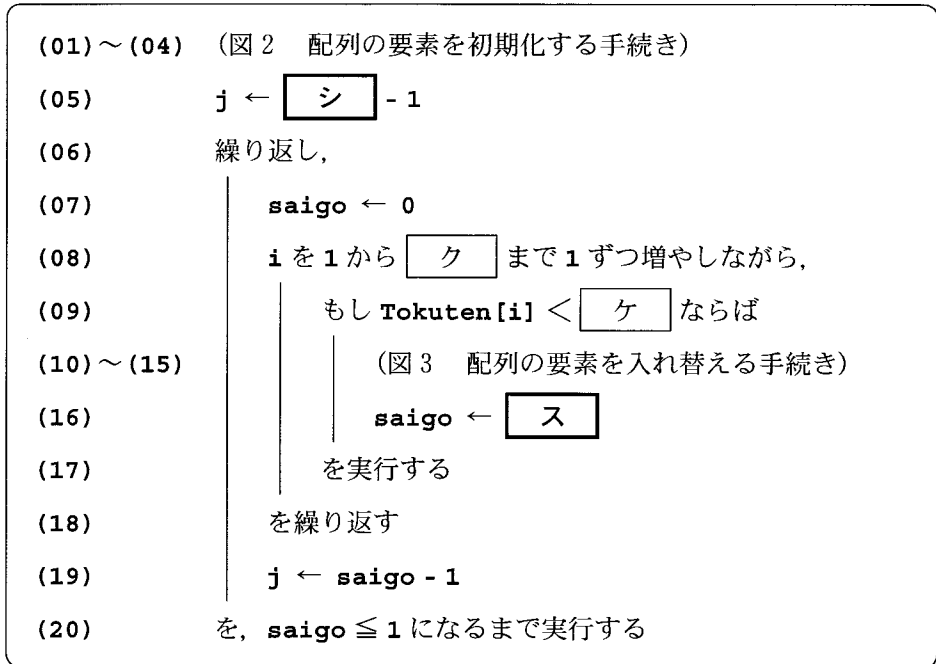 (01)～(04) (図2 配列の要素を初期化する手続き)
(05) j ← シ - 1
(06) 繰り返し,
(07) saigo ← 0
(08) i を 1 から ク まで 1 ずつ増やしながら,
(09) もし Tokuten[i] ＜ ケ ならば
(10)～(15) (図3 配列の要素を入れ替える手続き)
(16) saigo ← ス
(17) を実行する
(18) を繰り返す
(19) j ← saigo - 1
(20) を, saigo ≦ 1 になるまで実行する